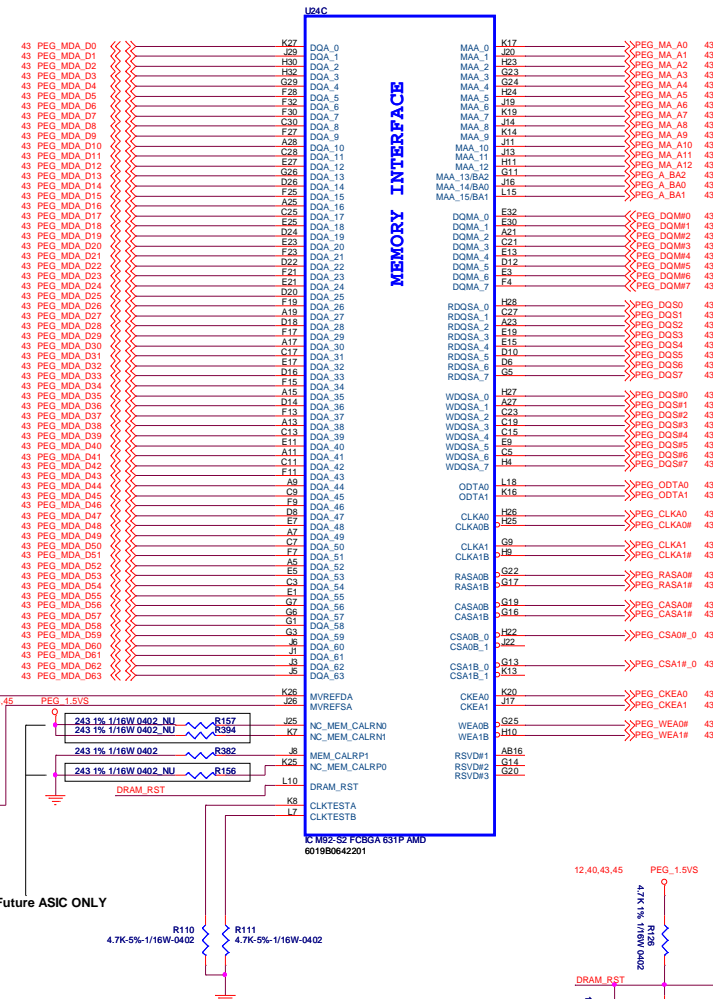 U24C
MEMORY INTERFACE
43 PEG_MDA_D0 K27 DQA_0
43 PEG_MDA_D1 J29 DQA_1
43 PEG_MDA_D2 H30 DQA_2
43 PEG_MDA_D3 H32 DQA_3
43 PEG_MDA_D4 G29 DQA_4
43 PEG_MDA_D5 F28 DQA_5
43 PEG_MDA_D6 F32 DQA_6
43 PEG_MDA_D7 F30 DQA_7
43 PEG_MDA_D8 C30 DQA_8
43 PEG_MDA_D9 F27 DQA_9
43 PEG_MDA_D10 A28 DQA_10
43 PEG_MDA_D11 C28 DQA_11
43 PEG_MDA_D12 E27 DQA_12
43 PEG_MDA_D13 G26 DQA_13
43 PEG_MDA_D14 D26 DQA_14
43 PEG_MDA_D15 F25 DQA_15
43 PEG_MDA_D16 A25 DQA_16
43 PEG_MDA_D17 C25 DQA_17
43 PEG_MDA_D18 E25 DQA_18
43 PEG_MDA_D19 D24 DQA_19
43 PEG_MDA_D20 E23 DQA_20
43 PEG_MDA_D21 F23 DQA_21
43 PEG_MDA_D22 D22 DQA_22
43 PEG_MDA_D23 F21 DQA_23
43 PEG_MDA_D24 E21 DQA_24
43 PEG_MDA_D25 D20 DQA_25
43 PEG_MDA_D26 F19 DQA_26
43 PEG_MDA_D27 A19 DQA_27
43 PEG_MDA_D28 D18 DQA_28
43 PEG_MDA_D29 F17 DQA_29
43 PEG_MDA_D30 A17 DQA_30
43 PEG_MDA_D31 C17 DQA_31
43 PEG_MDA_D32 E17 DQA_32
43 PEG_MDA_D33 D16 DQA_33
43 PEG_MDA_D34 F15 DQA_34
43 PEG_MDA_D35 A15 DQA_35
43 PEG_MDA_D36 D14 DQA_36
43 PEG_MDA_D37 F13 DQA_37
43 PEG_MDA_D38 A13 DQA_38
43 PEG_MDA_D39 C13 DQA_39
43 PEG_MDA_D40 E11 DQA_40
43 PEG_MDA_D41 A11 DQA_41
43 PEG_MDA_D42 C11 DQA_42
43 PEG_MDA_D43 F11 DQA_43
43 PEG_MDA_D44 A9 DQA_44
43 PEG_MDA_D45 C9 DQA_45
43 PEG_MDA_D46 F9 DQA_46
43 PEG_MDA_D47 D8 DQA_47
43 PEG_MDA_D48 E7 DQA_48
43 PEG_MDA_D49 A7 DQA_49
43 PEG_MDA_D50 C7 DQA_50
43 PEG_MDA_D51 F7 DQA_51
43 PEG_MDA_D52 A5 DQA_52
43 PEG_MDA_D53 E5 DQA_53
43 PEG_MDA_D54 C3 DQA_54
43 PEG_MDA_D55 E1 DQA_55
43 PEG_MDA_D56 G7 DQA_56
43 PEG_MDA_D57 G6 DQA_57
43 PEG_MDA_D58 G1 DQA_58
43 PEG_MDA_D59 G3 DQA_59
43 PEG_MDA_D60 J6 DQA_60
43 PEG_MDA_D61 J1 DQA_61
43 PEG_MDA_D62 J3 DQA_62
43 PEG_MDA_D63 J5 DQA_63
,45 PEG_1.5VS
K26 MVREFDA
J26 MVREFSA
243 1% 1/16W 0402_NU R157 J25 NC_MEM_CALRN0
243 1% 1/16W 0402_NU R394 K7 NC_MEM_CALRN1
243 1% 1/16W 0402 R382 J8 MEM_CALRP1
243 1% 1/16W 0402_NU R156 K25 NC_MEM_CALRP0
DRAM_RST L10 DRAM_RST
K8 CLKTESTA
L7 CLKTESTB
MAA_0 K17 PEG_MA_A0 43
MAA_1 J20 PEG_MA_A1 43
MAA_2 H23 PEG_MA_A2 43
MAA_3 G23 PEG_MA_A3 43
MAA_4 G24 PEG_MA_A4 43
MAA_5 H24 PEG_MA_A5 43
MAA_6 J19 PEG_MA_A6 43
MAA_7 K19 PEG_MA_A7 43
MAA_8 J14 PEG_MA_A8 43
MAA_9 K14 PEG_MA_A9 43
MAA_10 J11 PEG_MA_A10 43
MAA_11 J13 PEG_MA_A11 43
MAA_12 H11 PEG_MA_A12 43
MAA_13/BA2 G11 PEG_A_BA2 43
MAA_14/BA0 J16 PEG_A_BA0 43
MAA_15/BA1 L15 PEG_A_BA1 43
DQMA_0 E32 PEG_DQM#0 43
DQMA_1 E30 PEG_DQM#1 43
DQMA_2 A21 PEG_DQM#2 43
DQMA_3 C21 PEG_DQM#3 43
DQMA_4 E13 PEG_DQM#4 43
DQMA_5 D12 PEG_DQM#5 43
DQMA_6 E3 PEG_DQM#6 43
DQMA_7 F4 PEG_DQM#7 43
RDQSA_0 H28 PEG_DQS0 43
RDQSA_1 C27 PEG_DQS1 43
RDQSA_2 A23 PEG_DQS2 43
RDQSA_3 E19 PEG_DQS3 43
RDQSA_4 E15 PEG_DQS4 43
RDQSA_5 D10 PEG_DQS5 43
RDQSA_6 D6 PEG_DQS6 43
RDQSA_7 G5 PEG_DQS7 43
WDQSA_0 H27 PEG_DQS#0 43
WDQSA_1 A27 PEG_DQS#1 43
WDQSA_2 C23 PEG_DQS#2 43
WDQSA_3 C19 PEG_DQS#3 43
WDQSA_4 C15 PEG_DQS#4 43
WDQSA_5 E9 PEG_DQS#5 43
WDQSA_6 C5 PEG_DQS#6 43
WDQSA_7 H4 PEG_DQS#7 43
ODTA0 L18 PEG_ODTA0 43
ODTA1 K16 PEG_ODTA1 43
CLKA0 H26 PEG_CLKA0 43
CLKA0B H25 PEG_CLKA0# 43
CLKA1 G9 PEG_CLKA1 43
CLKA1B H9 PEG_CLKA1# 43
RASA0B G22 PEG_RASA0# 43
RASA1B G17 PEG_RASA1# 43
CASA0B G19 PEG_CASA0# 43
CASA1B G16 PEG_CASA1# 43
CSA0B_0 H22 PEG_CSA0#_0 43
CSA0B_1 J22
CSA1B_0 G13 PEG_CSA1#_0 43
CSA1B_1 K13
CKEA0 K20 PEG_CKEA0 43
CKEA1 J17 PEG_CKEA1 43
WEA0B G25 PEG_WEA0# 43
WEA1B H10 PEG_WEA1# 43
RSVD#1 AB16
RSVD#2 G14
RSVD#3 G20
IC M92-S2 FCBGA 631P AMD
6019B0642201
Future ASIC ONLY
R110
4.7K-5%-1/16W-0402
R111
4.7K-5%-1/16W-0402
12,40,43,45 PEG_1.5VS
R126
4.7K 1% 1/16W 0402
DRAM_RST